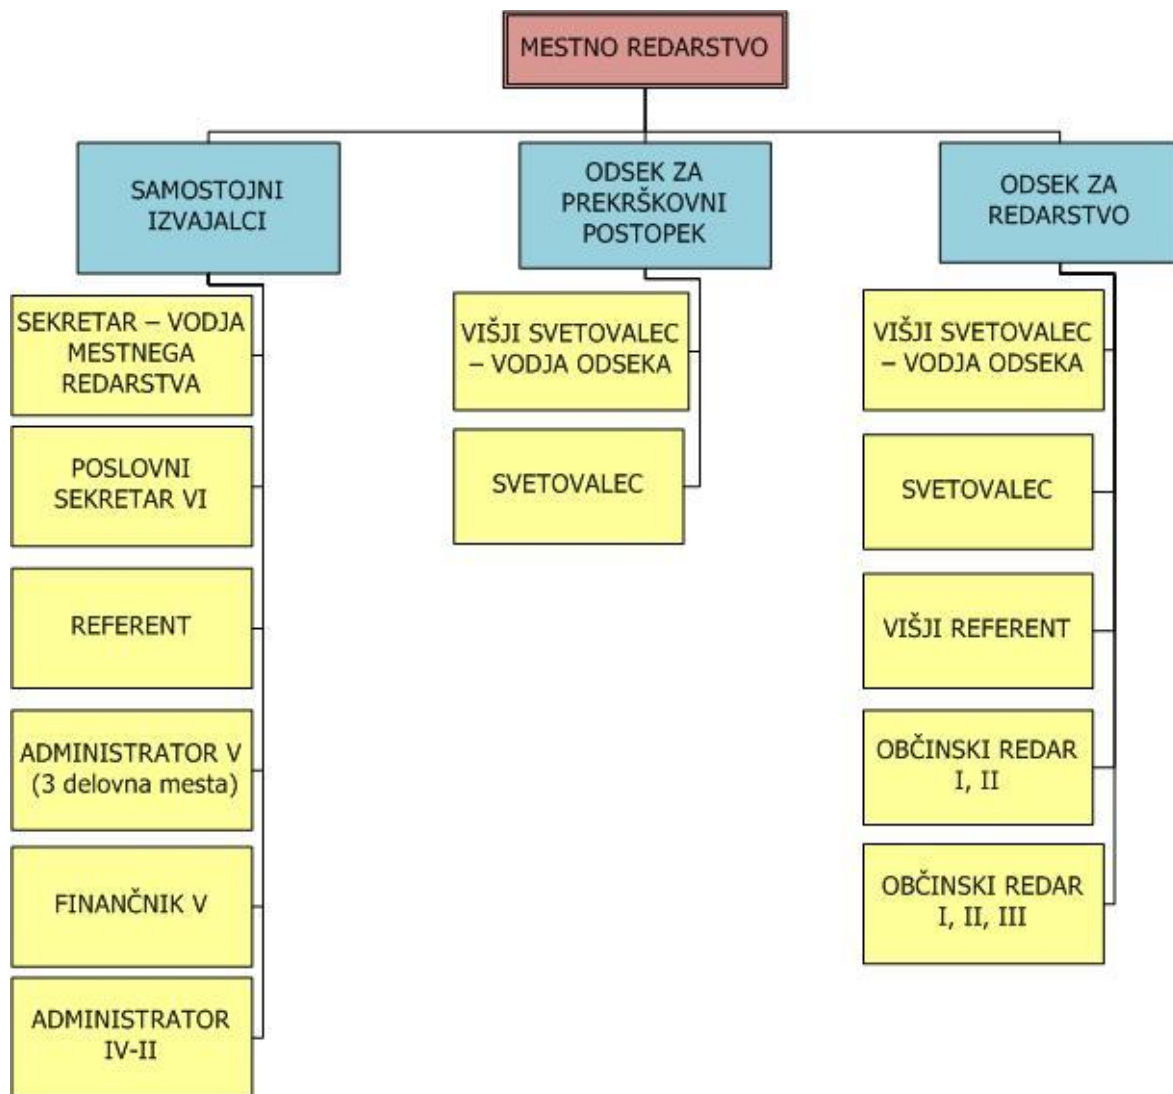 MESTNO REDARSTVO
SAMOSTOJNI
IZVAJALCI
SEKRETAR – VODJA
MESTNEGA
REDARSTVA
POSLOVNI
SEKRETAR VI
REFERENT
ADMINISTRATOR V
(3 delovna mesta)
FINANČNIK V
ADMINISTRATOR
IV-II
ODSEK ZA
PREKRŠKOVNI
POSTOPEK
VIŠJI SVETOVALEC
– VODJA ODSEKA
SVETOVALEC
ODSEK ZA
REDARSTVO
VIŠJI SVETOVALEC
– VODJA ODSEKA
SVETOVALEC
VIŠJI REFERENT
OBČINSKI REDAR
I, II
OBČINSKI REDAR
I, II, III